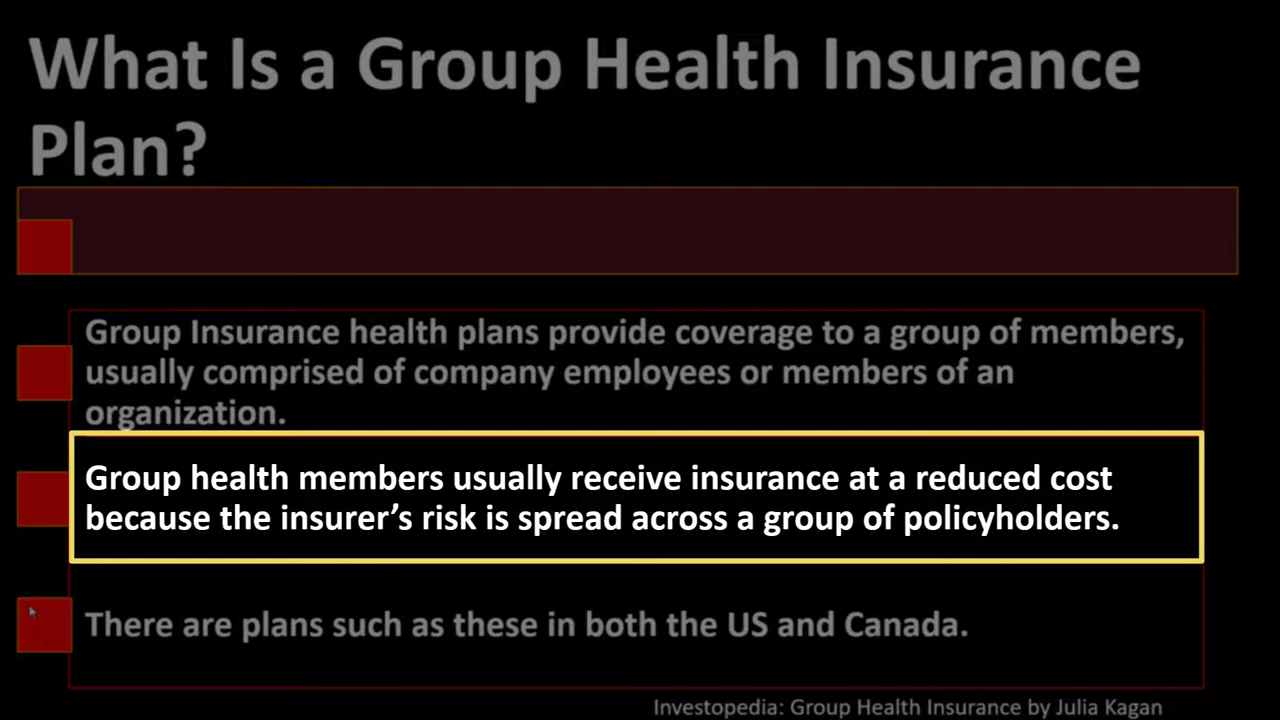 What Is a Group Health Insurance
Plan?
Group Insurance health plans provide coverage to a group of members,
usually comprised of company employees or members of an
organization.
Group health members usually receive insurance at a reduced cost
because the insurer’s risk is spread across a group of policyholders.
There are plans such as these in both the US and Canada.
Investopedia: Group Health Insurance by Julia Kagan